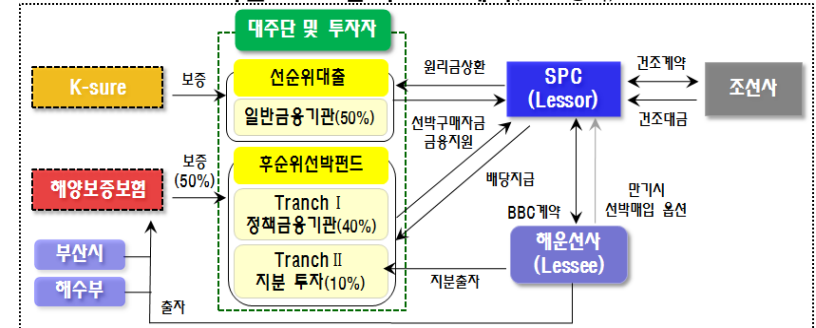 대주단 및 투자자
K-sure
보증
선순위대출
일반금융기관(50%)
원리금상환
선박구매자금
금융지원
SPC
(Lessor)
건조계약
건조대금
조선사
해양보증보험
보증
(50%)
후순위선박펀드
Tranch Ⅰ
정책금융기관(40%)
Tranch Ⅱ
지분 투자(10%)
배당지급
BBC계약
만기시
선박매입 옵션
해운선사
(Lessee)
지분출자
부산시
해수부
출자